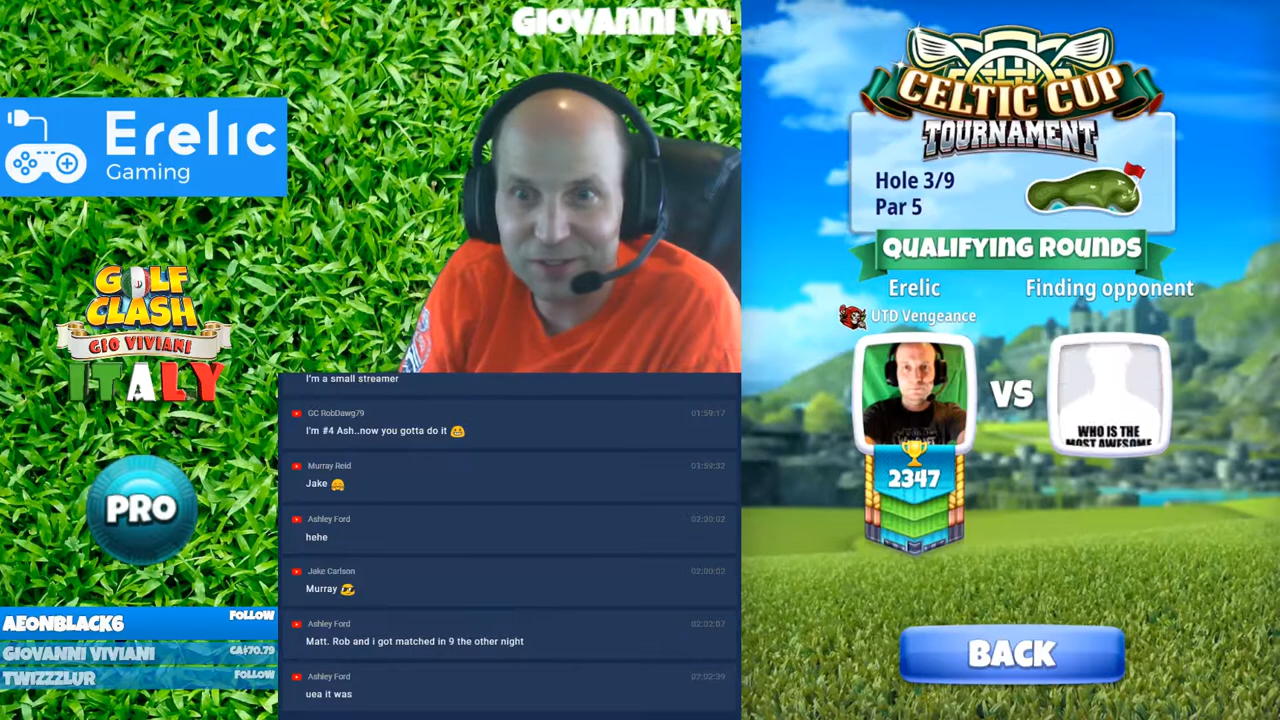 GIOVANNI VN
Erelic
Gaming
GOLF
CLASH
GIO VIVIANI
ITALY
PRO
AEONBLACK6 FOLLOW
GIOVANNI VIVIANI CA$70.79
TWIZZZLUR FOLLOW
I'm a small streamer
GC RobDawg79 01:59:17
I'm #4 Ash..now you gotta do it 😁
Murray Reid 01:59:32
Jake
Ashley Ford 02:00:02
hehe
Jake Carlson 02:00:02
Murray
Ashley Ford 02:02:07
Matt. Rob and i got matched in 9 the other night
Ashley Ford 02:02:39
uea it was
CELTIC CUP
TOURNAMENT
Hole 3/9
Par 5
QUALIFYING ROUNDS
Erelic
UTD Vengeance
Finding opponent
VS
WHO IS THE
MOST AWESOME
2347
BACK